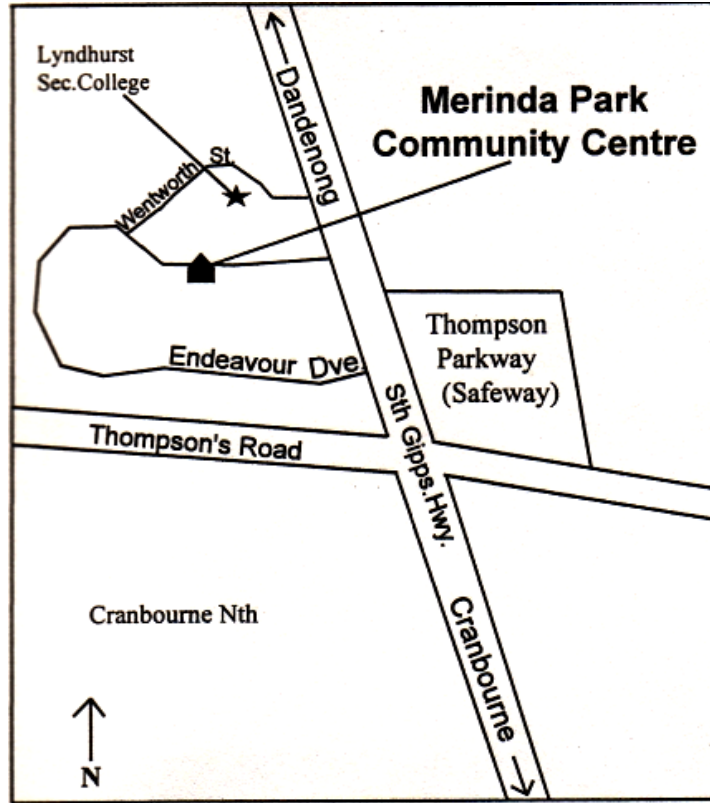 Lyndhurst
Sec.College
Dandenong
Merinda Park
Community Centre
Wentworth St.
Thompson
Parkway
(Safeway)
Endeavour Dve.
Sth Gipps.Hwy.
Thompson's Road
Cranbourne
Cranbourne Nth
N